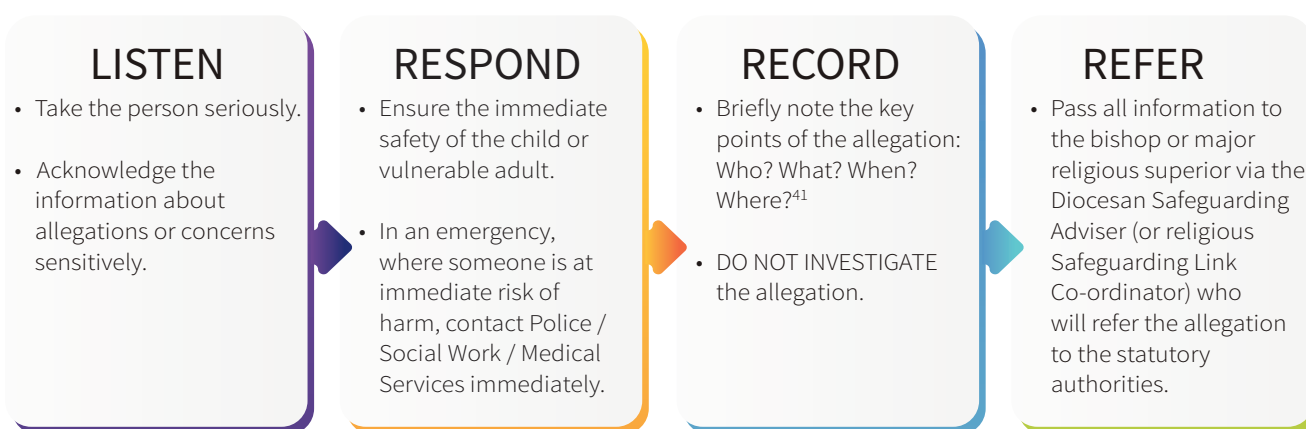 LISTEN
• Take the person seriously.
• Acknowledge the
information about
allegations or concerns
sensitively.
RESPOND
• Ensure the immediate
safety of the child or
vulnerable adult.
• In an emergency,
where someone is at
immediate risk of
harm, contact Police /
Social Work / Medical
Services immediately.
RECORD
• Briefly note the key
points of the allegation:
Who? What? When?
Where?41
• DO NOT INVESTIGATE
the allegation.
REFER
• Pass all information to
the bishop or major
religious superior via the
Diocesan Safeguarding
Adviser (or religious
Safeguarding Link
Co-ordinator) who
will refer the allegation
to the statutory
authorities.